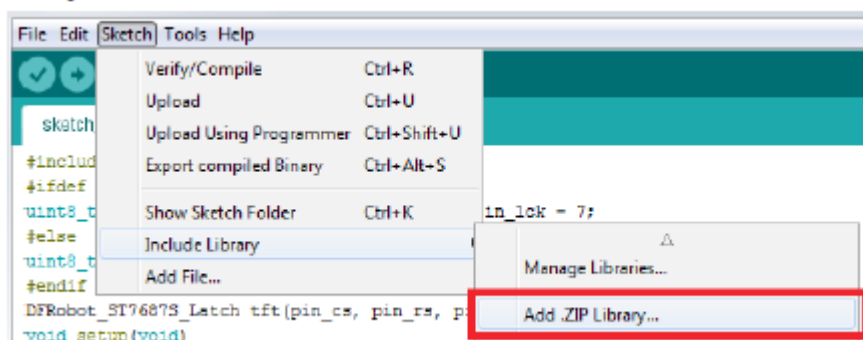 File Edit Sketch Tools Help
Verify/Compile Ctrl+R
Upload Ctrl+U
sketch
Upload Using Programmer Ctrl+Shift+U
#includ
Export compiled Binary Ctrl+Alt+S
#ifdef
uint8_t
Show Sketch Folder Ctrl+K
in_lck = 7;
#else
Include Library
uint8_t
Manage Libraries...
Add File...
#endif
DFRobot_ST7687S_Latch tft(pin_cs, pin_rs, p
Add .ZIP Library...
void setup(void)